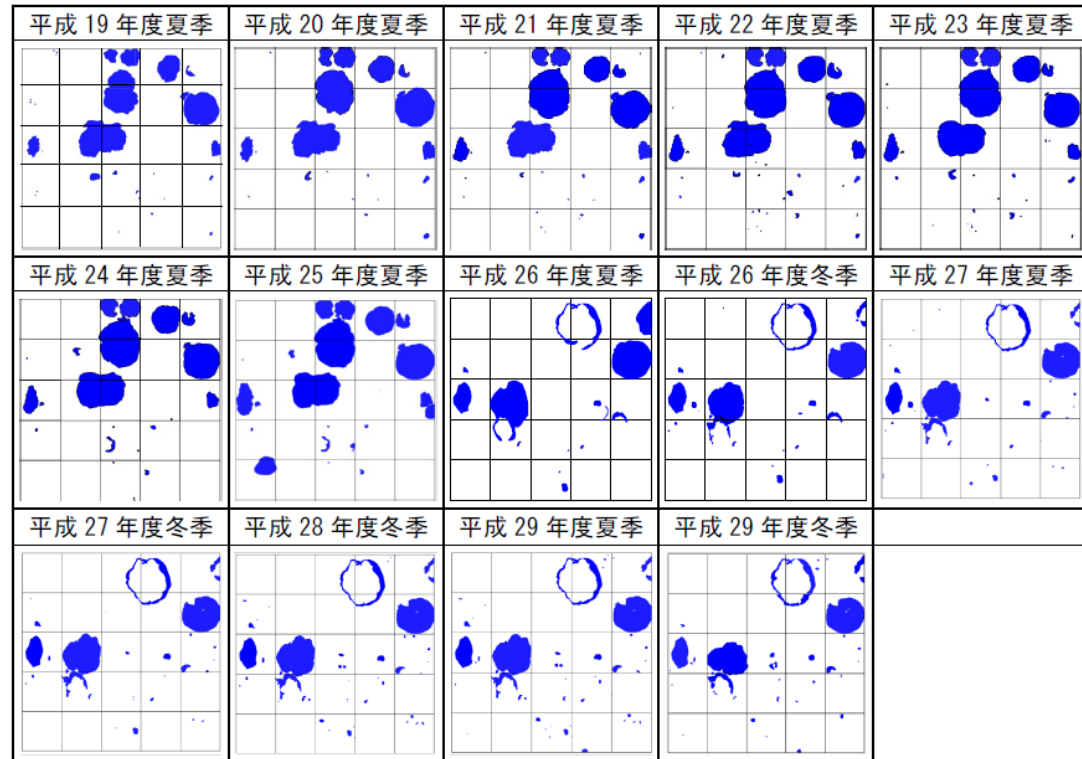 平成 19 年度夏季
平成 20 年度夏季
平成 21 年度夏季
平成 22 年度夏季
平成 23 年度夏季
平成 24 年度夏季
平成 25 年度夏季
平成 26 年度夏季
平成 26 年度冬季
平成 27 年度夏季
平成 27 年度冬季
平成 28 年度冬季
平成 29 年度夏季
平成 29 年度冬季